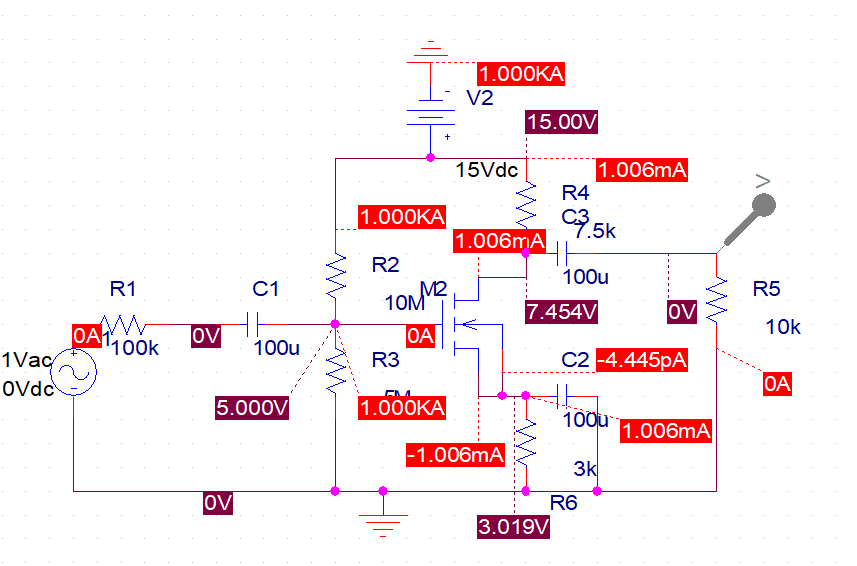 1.000KA
V2
-
+
15.00V
15Vdc
1.006mA
R4
C3
7.5k
1.000KA
1.006mA
R2
M2
10M
100u
R1
C1
R5
7.454V
0V
10k
0A
1
100k
0V
100u
0A
1Vac
0Vdc
+
-
R3
C2
-4.445pA
0A
5M
5.000V
1.000KA
100u
1.006mA
-1.006mA
3k
0V
R6
3.019V